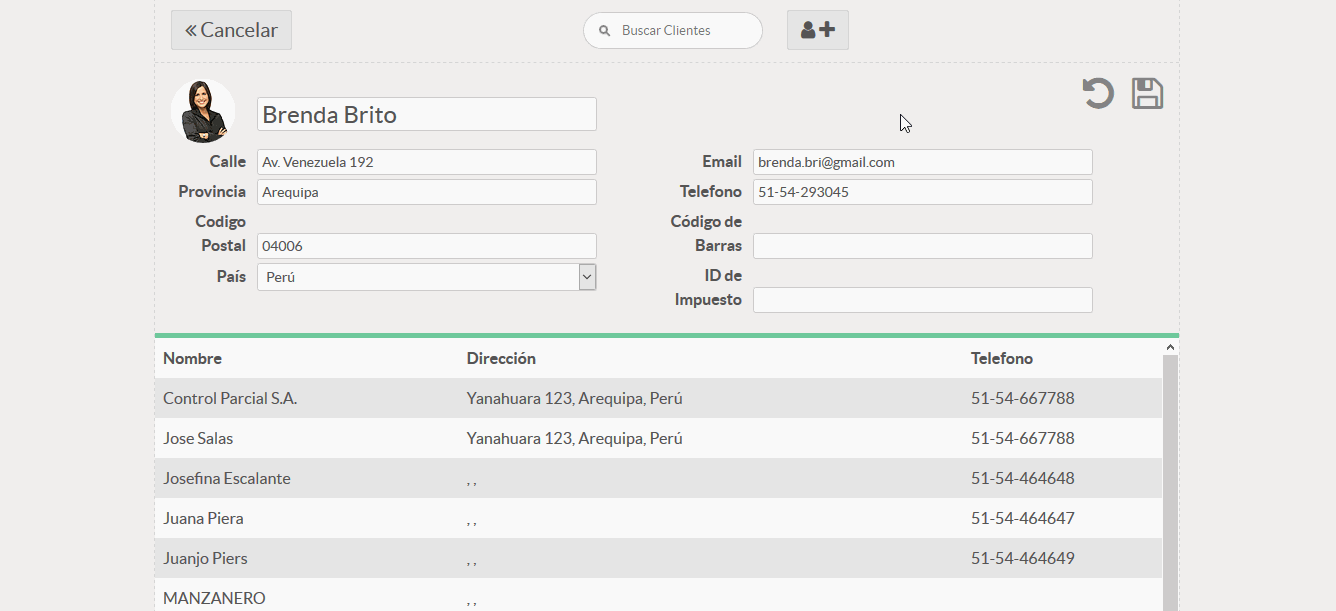 Cancelar
Buscar Clientes
Brenda Brito
Calle Av. Venezuela 192
Provincia Arequipa
Codigo
Postal 04006
País Perú
Email brenda.bri@gmail.com
Telefono 51-54-293045
Código de
Barras
ID de
Impuesto
Nombre Dirección Telefono
Control Parcial S.A. Yanahuara 123, Arequipa, Perú 51-54-667788
Jose Salas Yanahuara 123, Arequipa, Perú 51-54-667788
Josefina Escalante , , 51-54-464648
Juana Piera , , 51-54-464647
Juanjo Piers , , 51-54-464649
MANZANERO , ,